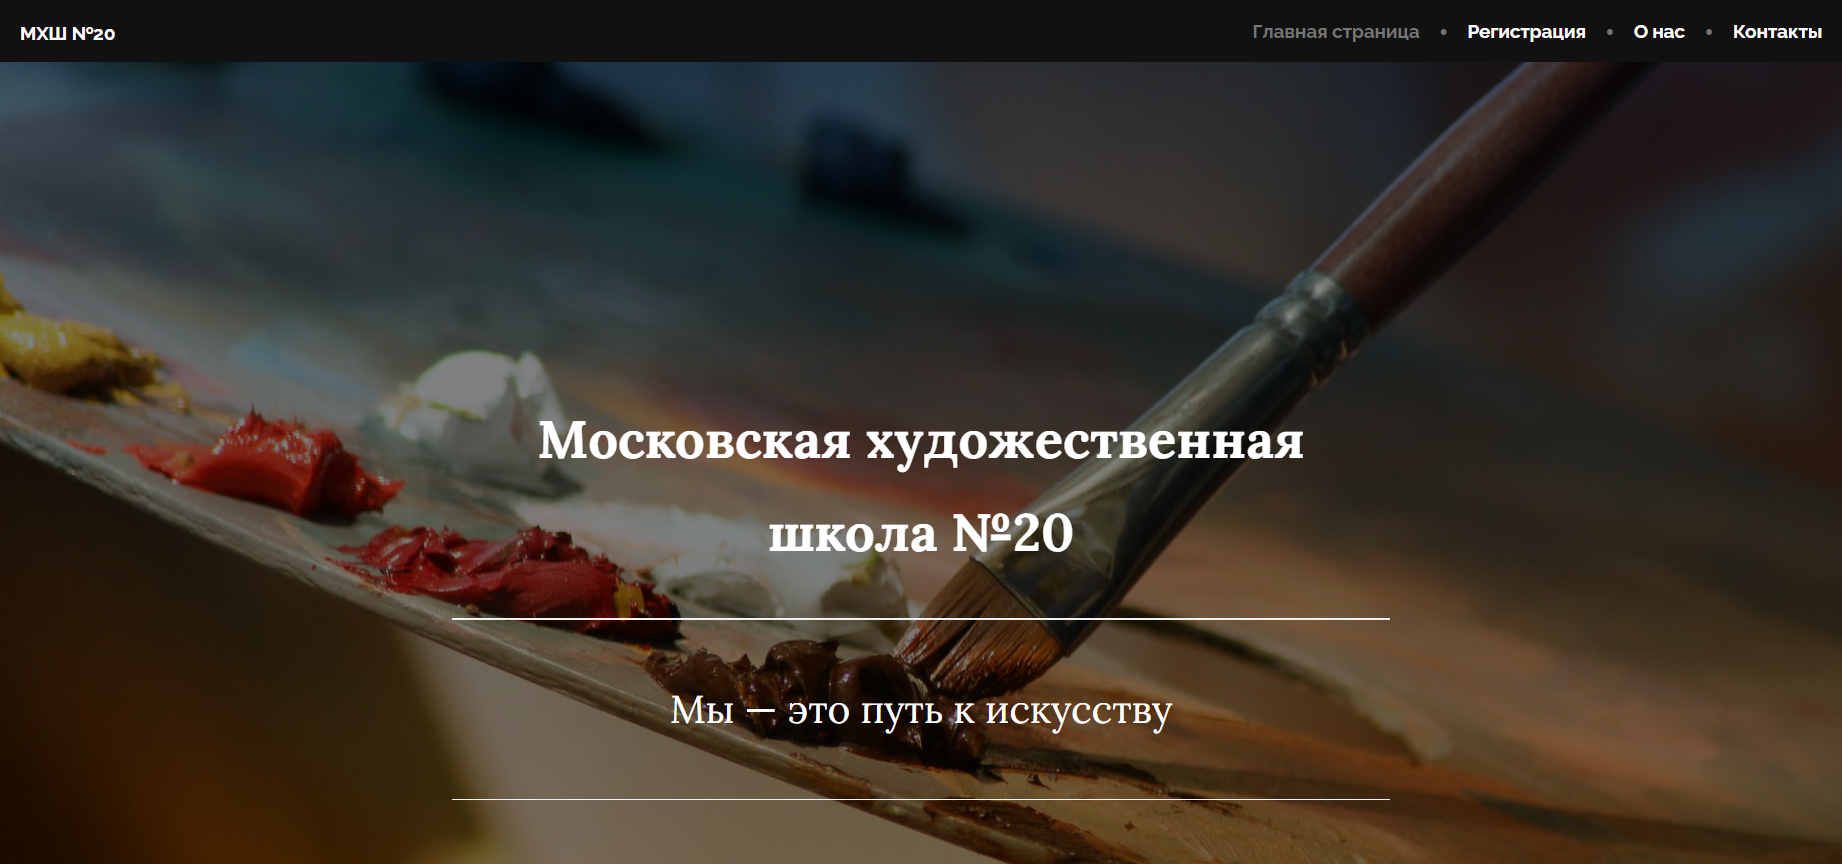 МХШ №20
Главная страница • Регистрация • О нас • Контакты
Московская художественная
школа №20
Мы — это путь к искусству